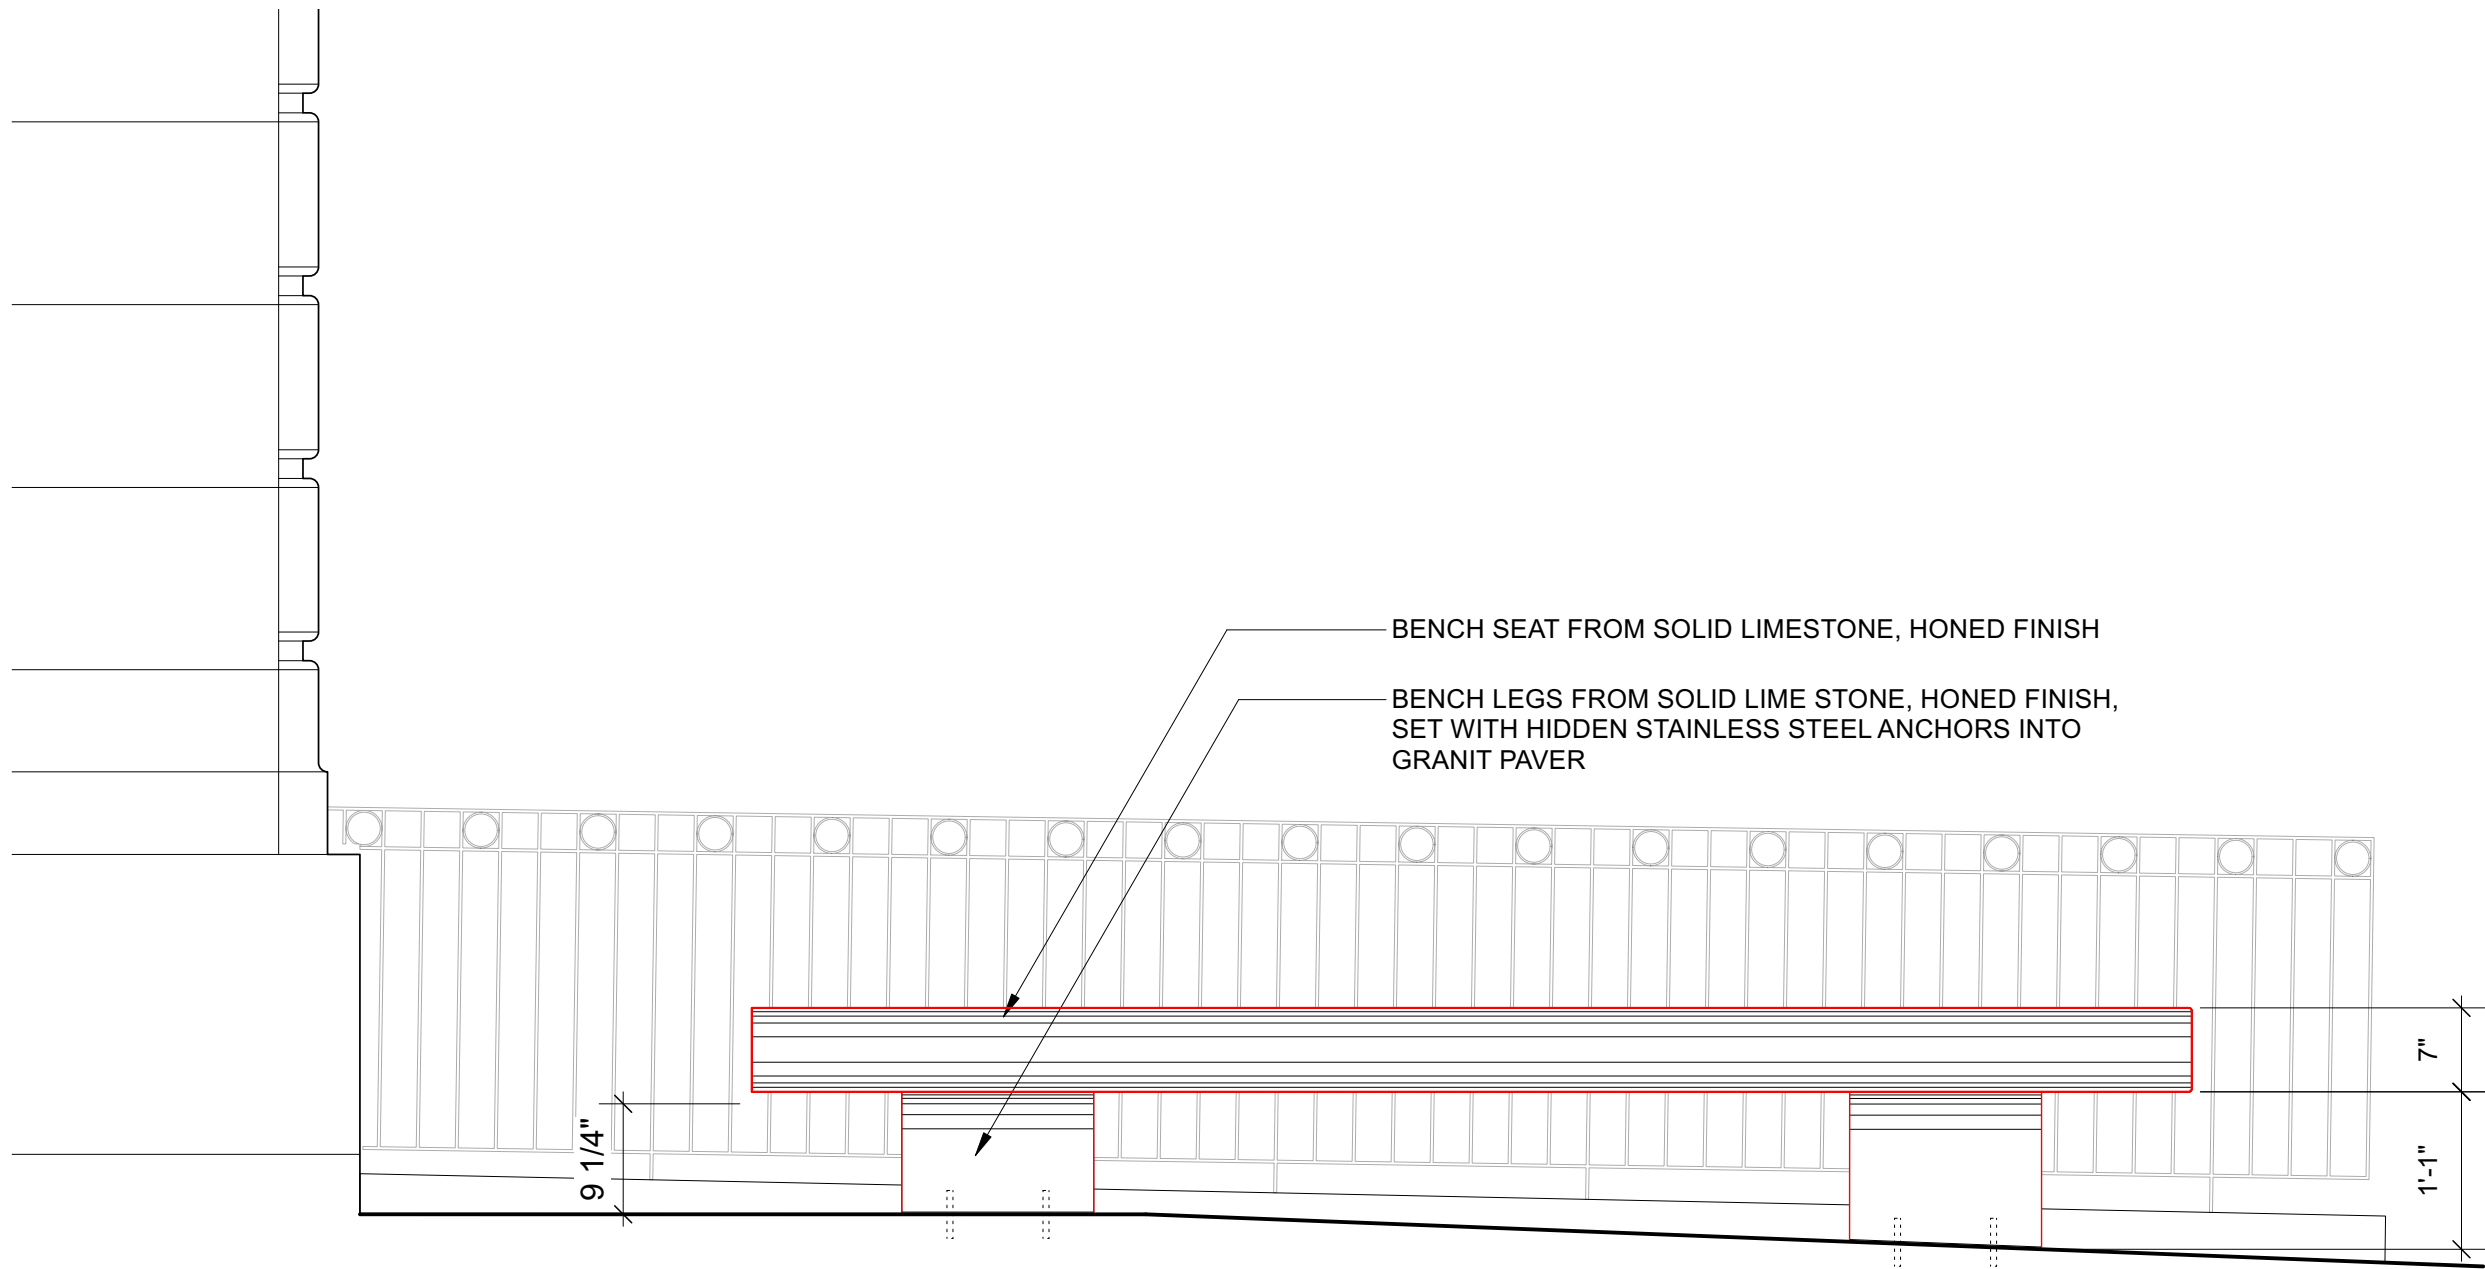 BENCH SEAT FROM SOLID LIMESTONE, HONED FINISH
BENCH LEGS FROM SOLID LIME STONE, HONED FINISH,
SET WITH HIDDEN STAINLESS STEEL ANCHORS INTO
GRANIT PAVER
7"
9 1/4"
1'-1"